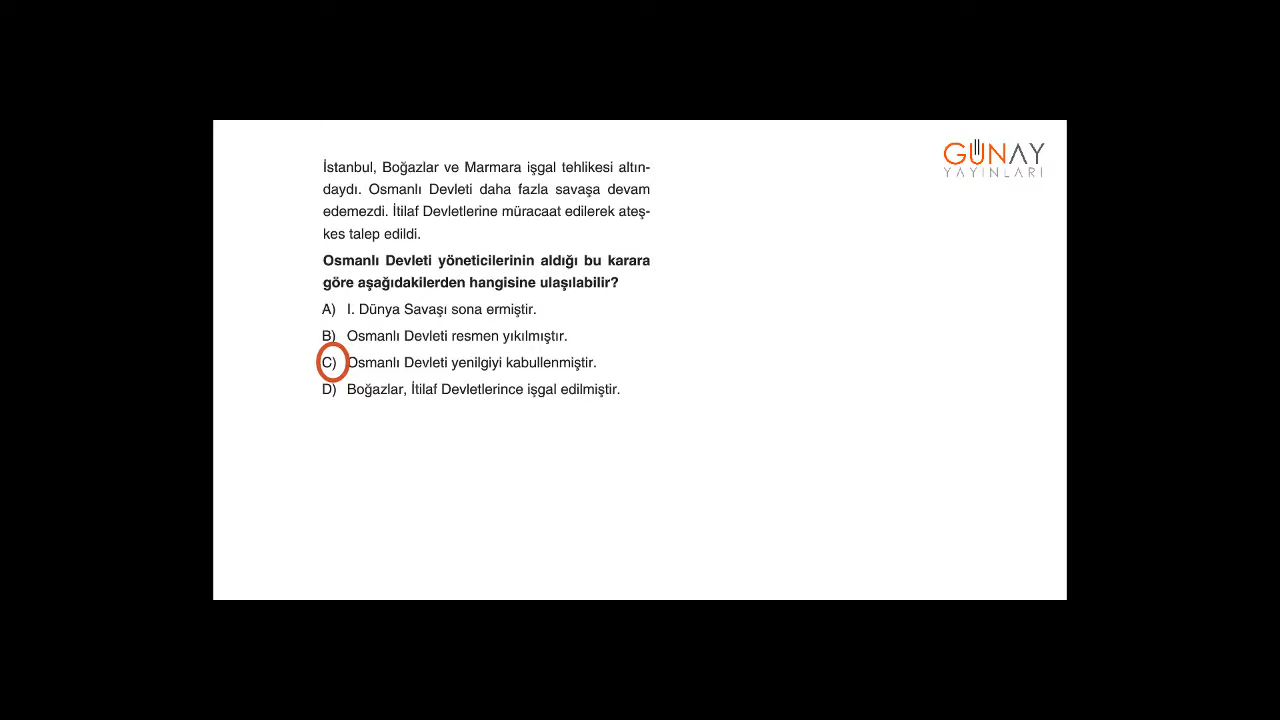 GÜNAY
YAYINLARI
İstanbul, Boğazlar ve Marmara işgal tehlikesi altın-
daydı. Osmanlı Devleti daha fazla savaşa devam
edemezdi. İtilaf Devletlerine müracaat edilerek ateş-
kes talep edildi.
Osmanlı Devleti yöneticilerinin aldığı bu karara
göre aşağıdakilerden hangisine ulaşılabilir?
A) I. Dünya Savaşı sona ermiştir.
B) Osmanlı Devleti resmen yıkılmıştır.
C) Osmanlı Devleti yenilgiyi kabullenmiştir.
D) Boğazlar, İtilaf Devletlerince işgal edilmiştir.